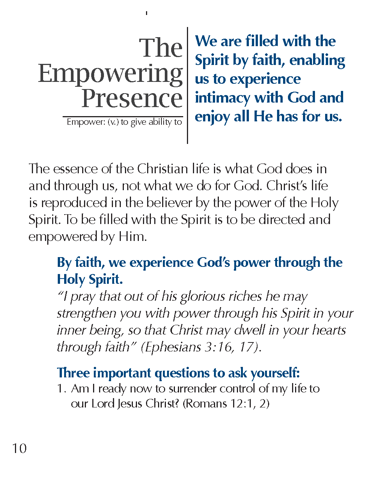 The
Empowering
Presence
Empower: (v.) to give ability to
We are filled with the
Spirit by faith, enabling
us to experience
intimacy with God and
enjoy all He has for us.
The essence of the Christian life is what God does in
and through us, not what we do for God. Christ’s life
is reproduced in the believer by the power of the Holy
Spirit. To be filled with the Spirit is to be directed and
empowered by Him.
By faith, we experience God’s power through the
Holy Spirit.
“I pray that out of his glorious riches he may
strengthen you with power through his Spirit in your
inner being, so that Christ may dwell in your hearts
through faith” (Ephesians 3:16, 17).
Three important questions to ask yourself:
1. Am I ready now to surrender control of my life to
our Lord Jesus Christ? (Romans 12:1, 2)
10